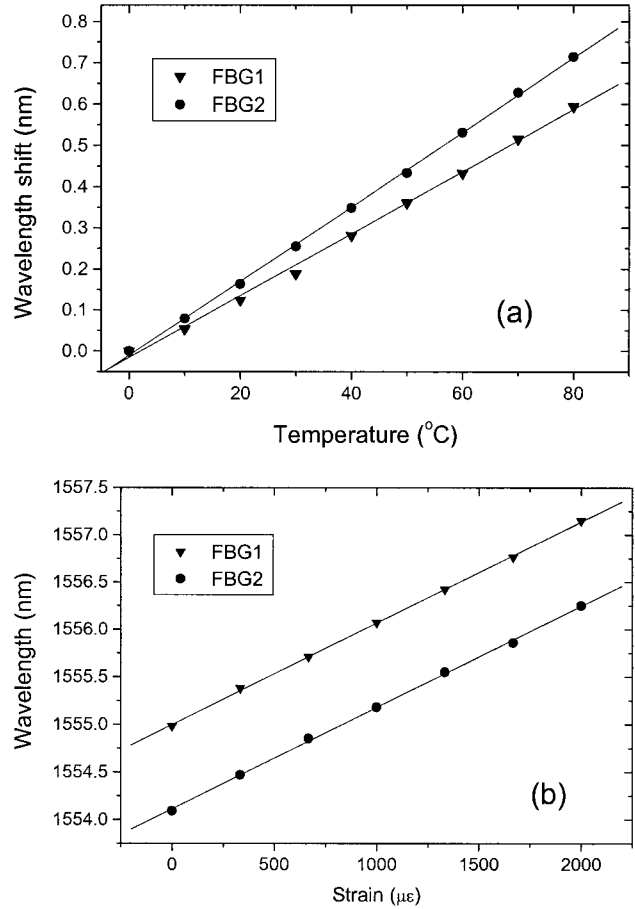 0.8
0.7
0.6
0.5
0.4
0.3
0.2
0.1
0.0
Wavelength shift (nm)
FBG1
FBG2
(a)
0 20 40 60 80
Temperature (°C)
1557.5
1557.0
1556.5
1556.0
1555.5
1555.0
1554.5
1554.0
Wavelength (nm)
FBG1
FBG2
(b)
0 500 1000 1500 2000
Strain (με)